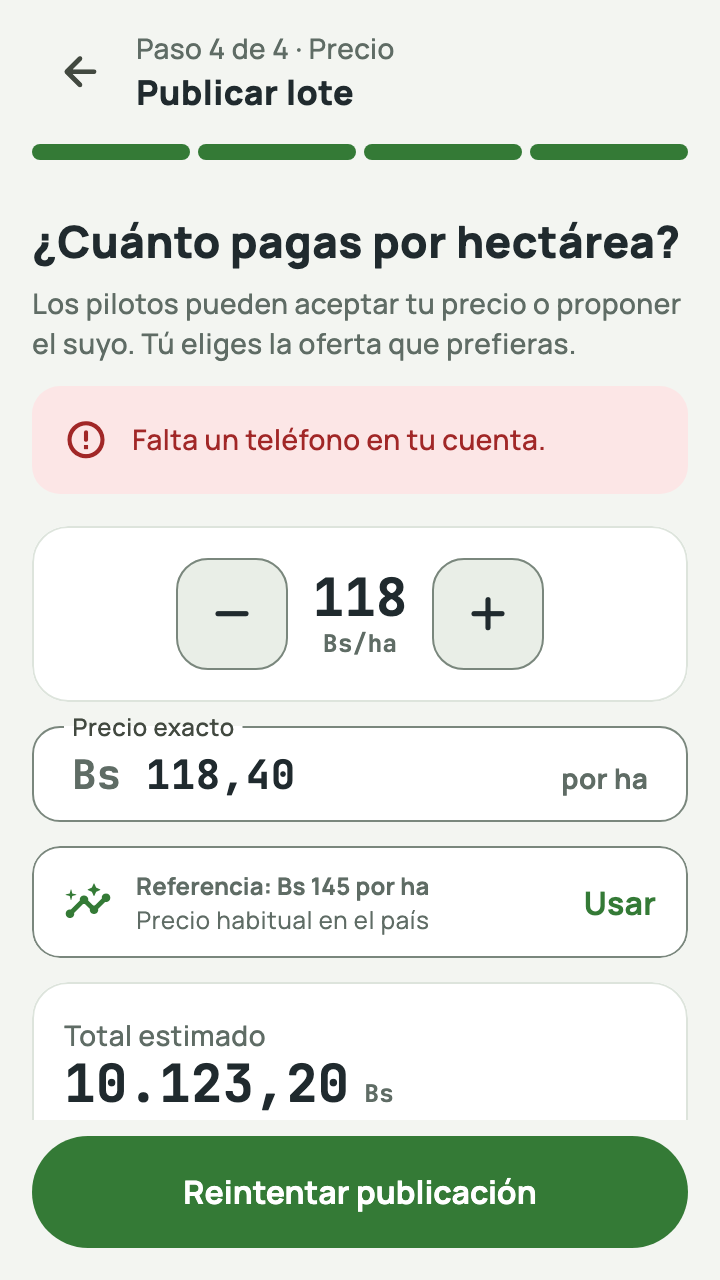 Paso 4 de 4 · Precio
Publicar lote
¿Cuánto pagas por hectárea?
Los pilotos pueden aceptar tu precio o proponer
el suyo. Tú eliges la oferta que prefieras.
Falta un teléfono en tu cuenta.
− 118 +
Bs/ha
Precio exacto
Bs 118,40 por ha
Referencia: Bs 145 por ha
Precio habitual en el país
Usar
Total estimado
10.123,20 Bs
Reintentar publicación